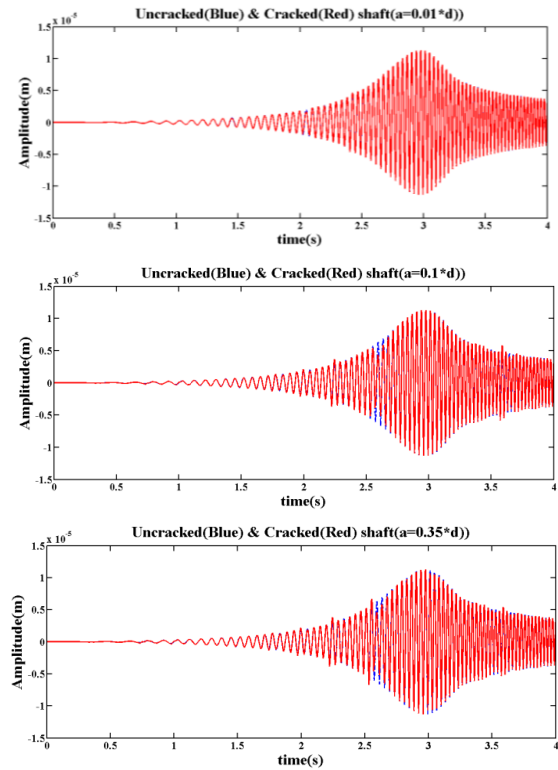 Uncracked(Blue) & Cracked(Red) shaft(a=0.01*d))
x 10⁻⁵
1.5
1
0.5
0
-0.5
-1
-1.5
Amplitude(m)
0 0.5 1 1.5 2 2.5 3 3.5 4
time(s)
Uncracked(Blue) & Cracked(Red) shaft(a=0.1*d))
x 10⁻⁵
1.5
1
0.5
0
-0.5
-1
-1.5
Amplitude(m)
0 0.5 1 1.5 2 2.5 3 3.5 4
time(s)
Uncracked(Blue) & Cracked(Red) shaft(a=0.35*d))
x 10⁻⁵
1.5
1
0.5
0
-0.5
-1
-1.5
Amplitude(m)
0 0.5 1 1.5 2 2.5 3 3.5 4
time(s)